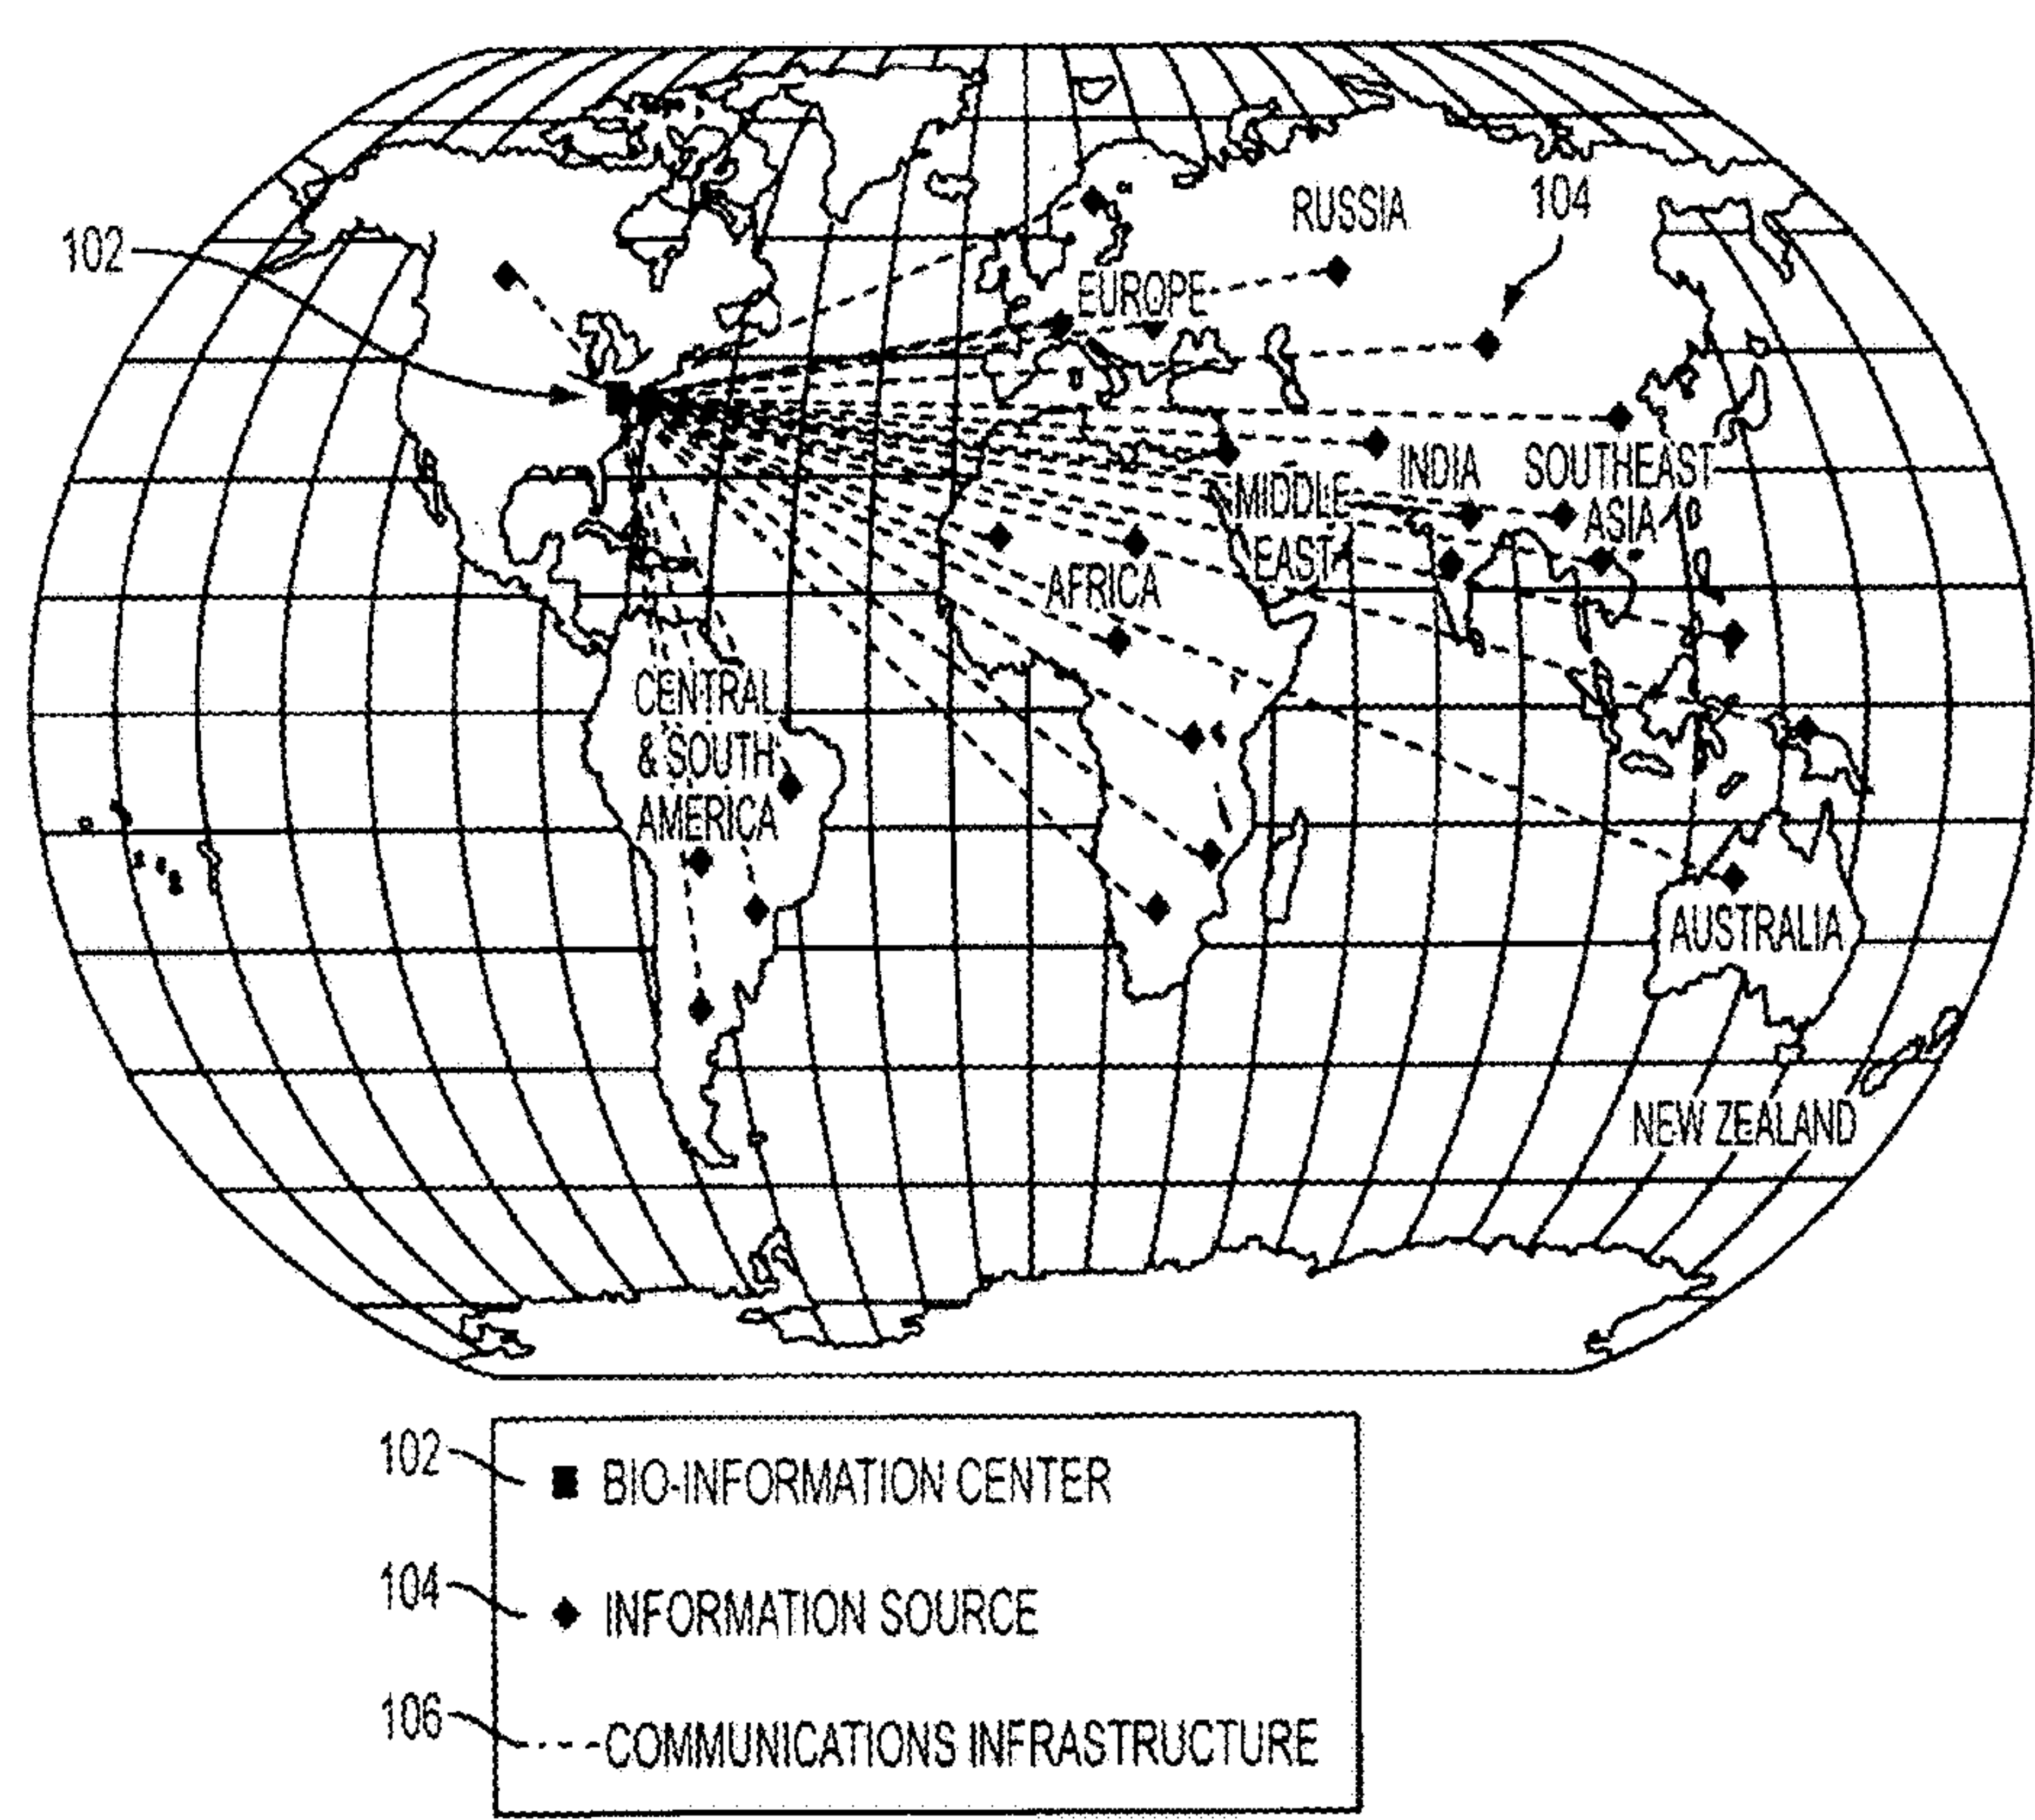 RUSSIA
104
102
EUROPE
INDIA
SOUTHEAST
ASIA
MIDDLE
EAST
AFRICA
CENTRAL
& SOUTH
AMERICA
AUSTRALIA
NEW ZEALAND
102
BIO-INFORMATION CENTER
104
INFORMATION SOURCE
106
COMMUNICATIONS INFRASTRUCTURE